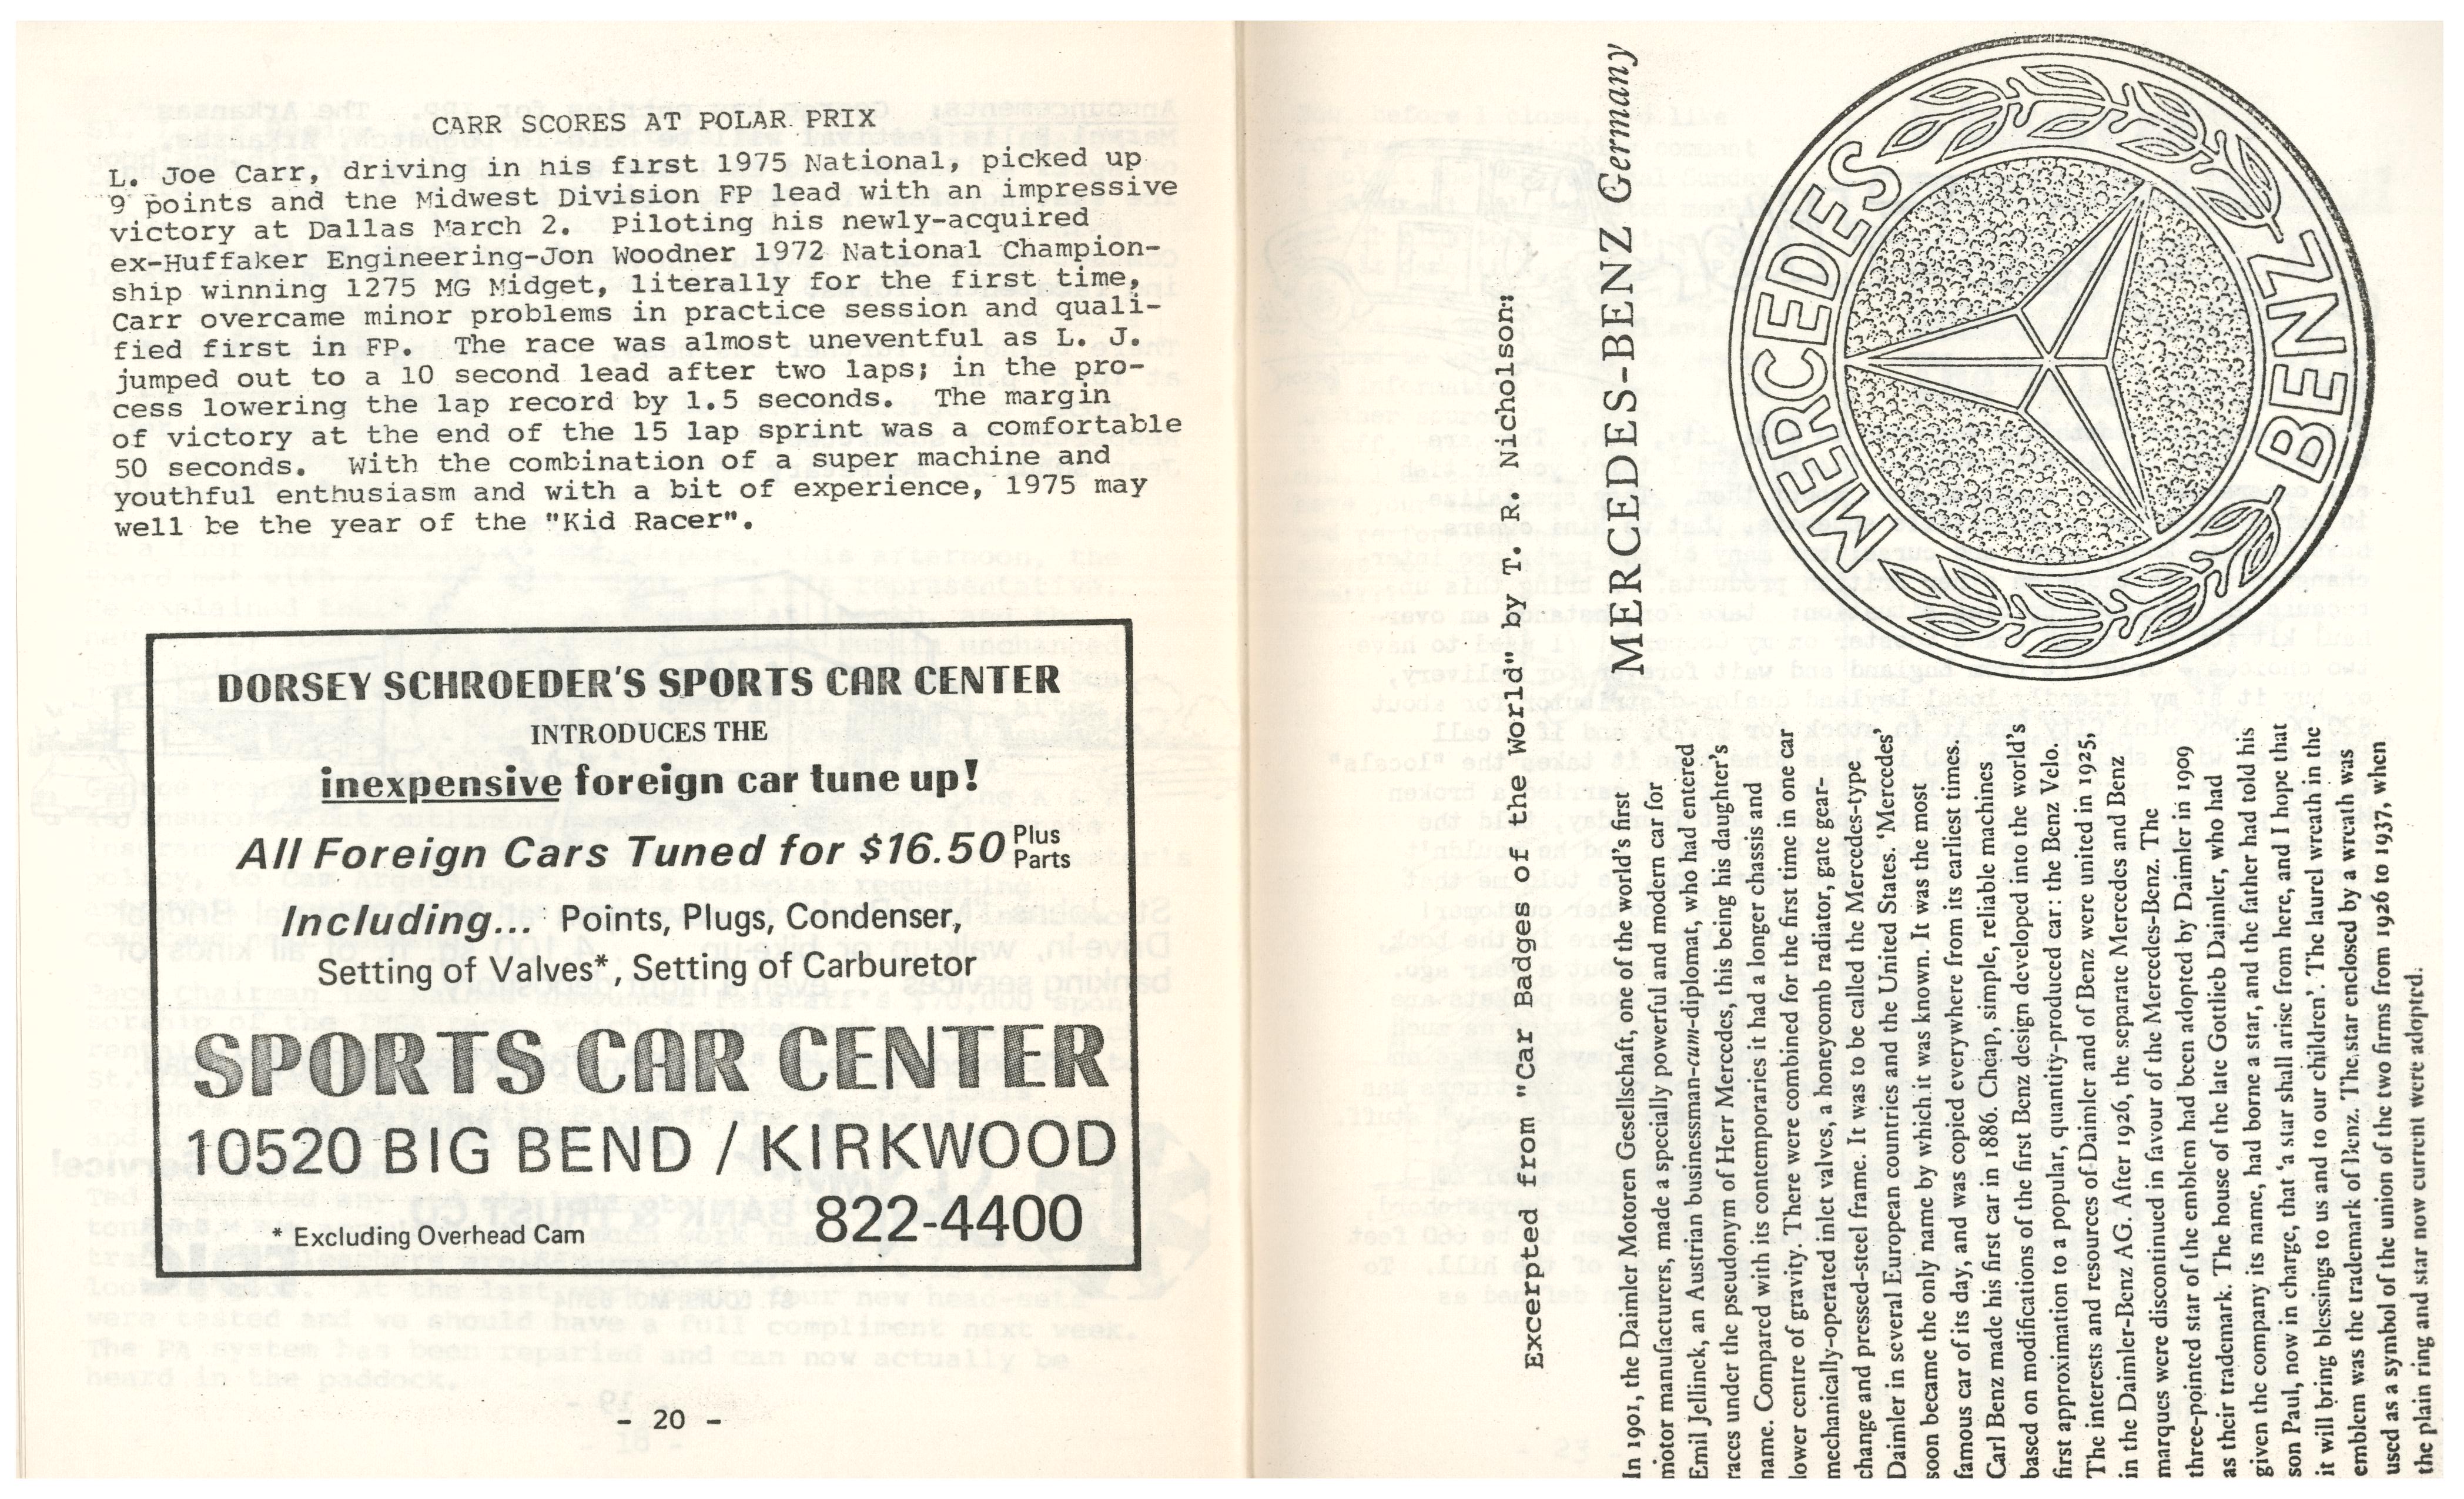 CARR SCORES AT POLAR PRIX
L. Joe Carr, driving in his first 1975 National, picked up
9 points and the Midwest Division FP lead with an impressive
victory at Dallas March 2. Piloting his newly-acquired
ex-Huffaker Engineering-Jon Woodner 1972 National Champion-
ship winning 1275 MG Midget, literally for the first time,
Carr overcame minor problems in practice session and quali-
fied first in FP. The race was almost uneventful as L. J.
jumped out to a 10 second lead after two laps; in the pro-
cess lowering the lap record by 1.5 seconds. The margin
of victory at the end of the 15 lap sprint was a comfortable
50 seconds. With the combination of a super machine and
youthful enthusiasm and with a bit of experience, 1975 may
well be the year of the "Kid Racer".
DORSEY SCHROEDER'S SPORTS CAR CENTER
INTRODUCES THE
inexpensive foreign car tune up!
All Foreign Cars Tuned for $16.50 Plus Parts
Including... Points, Plugs, Condenser,
Setting of Valves*, Setting of Carburetor
SPORTS CAR CENTER
10520 BIG BEND / KIRKWOOD
* Excluding Overhead Cam 822-4400
- 20 -
Excerpted from "Car Badges of the World" by T. R. Nicholson:
MERCEDES-BENZ Germany
MERCEDES
BENZ
In 1901, the Daimler Motoren Gesellschaft, one of the world's first
motor manufacturers, made a specially powerful and modern car for
Emil Jellinck, an Austrian businessman-cum-diplomat, who had entered
races under the pseudonym of Herr Mercedes, this being his daughter's
name. Compared with its contemporaries it had a longer chassis and
lower centre of gravity. There were combined for the first time in one car
mechanically-operated inlet valves, a honeycomb radiator, gate gear-
change and pressed-steel frame. It was to be called the Mercedes-type
Daimler in several European countries and the United States. 'Mercedes'
soon became the only name by which it was known. It was the most
famous car of its day, and was copied everywhere from its earliest times.
Carl Benz made his first car in 1886. Cheap, simple, reliable machines
based on modifications of the first Benz design developed into the world's
first approximation to a popular, quantity-produced car: the Benz Velo.
The interests and resources of Daimler and of Benz were united in 1925,
in the Daimler-Benz AG. After 1926, the separate Mercedes and Benz
marques were discontinued in favour of the Mercedes-Benz. The
three-pointed star of the emblem had been adopted by Daimler in 1909
as their trademark. The house of the late Gottlieb Daimler, who had
given the company its name, had borne a star, and the father had told his
son Paul, now in charge, that 'a star shall arise from here, and I hope that
it will bring blessings to us and to our children'. The laurel wreath in the
emblem was the trademark of Benz. The star enclosed by a wreath was
used as a symbol of the union of the two firms from 1926 to 1937, when
the plain ring and star now current were adopted.